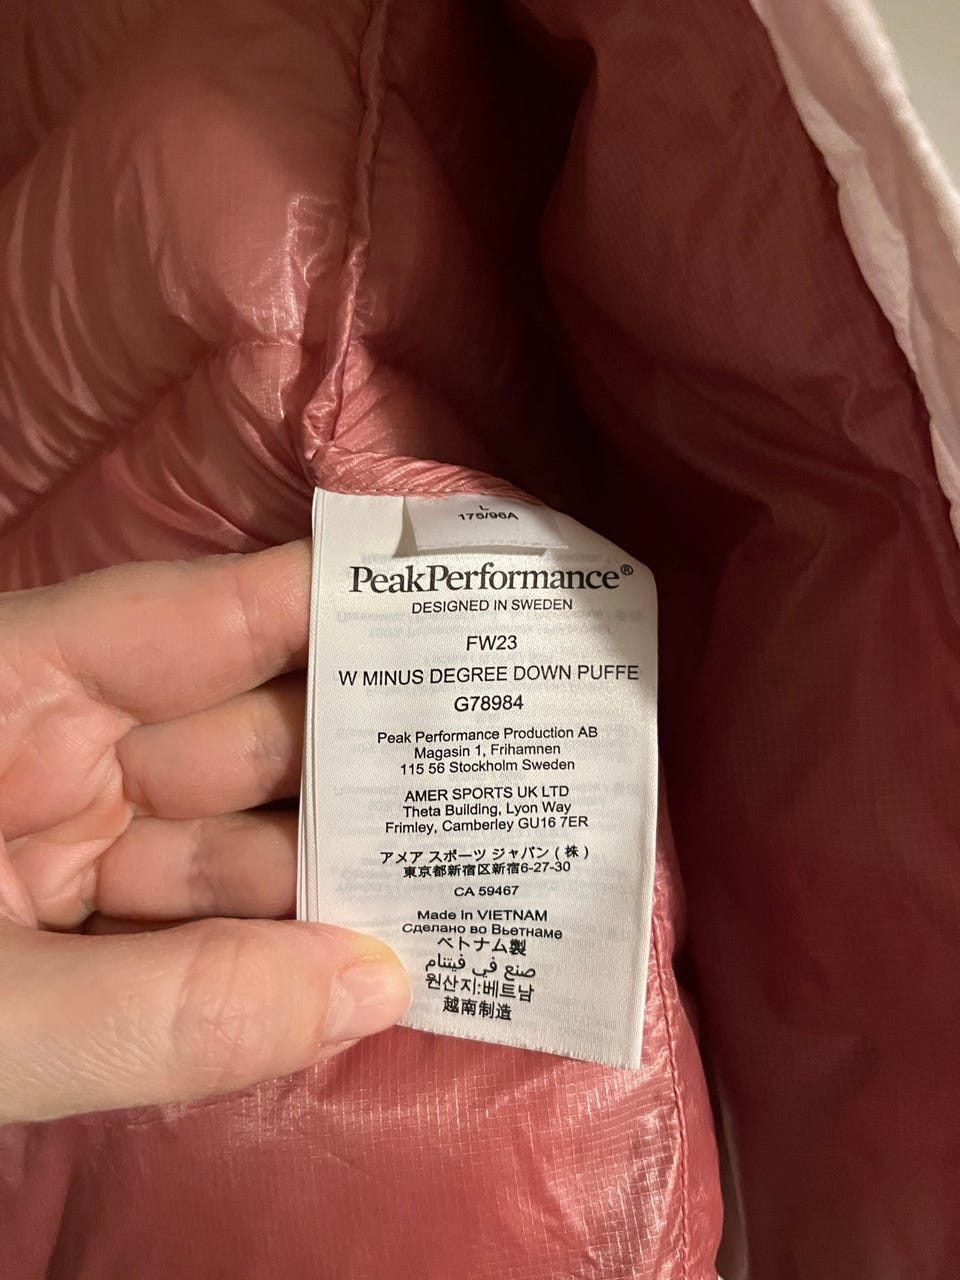 L
175/96A
PeakPerformance®
DESIGNED IN SWEDEN
FW23
W MINUS DEGREE DOWN PUFFE
G78984
Peak Performance Production AB
Magasin 1, Frihamnen
115 56 Stockholm Sweden
AMER SPORTS UK LTD
Theta Building, Lyon Way
Frimley, Camberley GU16 7ER
アメア スポーツ ジャパン ( 株 )
東京都新宿区新宿6-27-30
CA 59467
Made In VIETNAM
Сделано во Вьетнаме
ベトナム製
صنع في فيتنام
원산지:베트남
越南制造